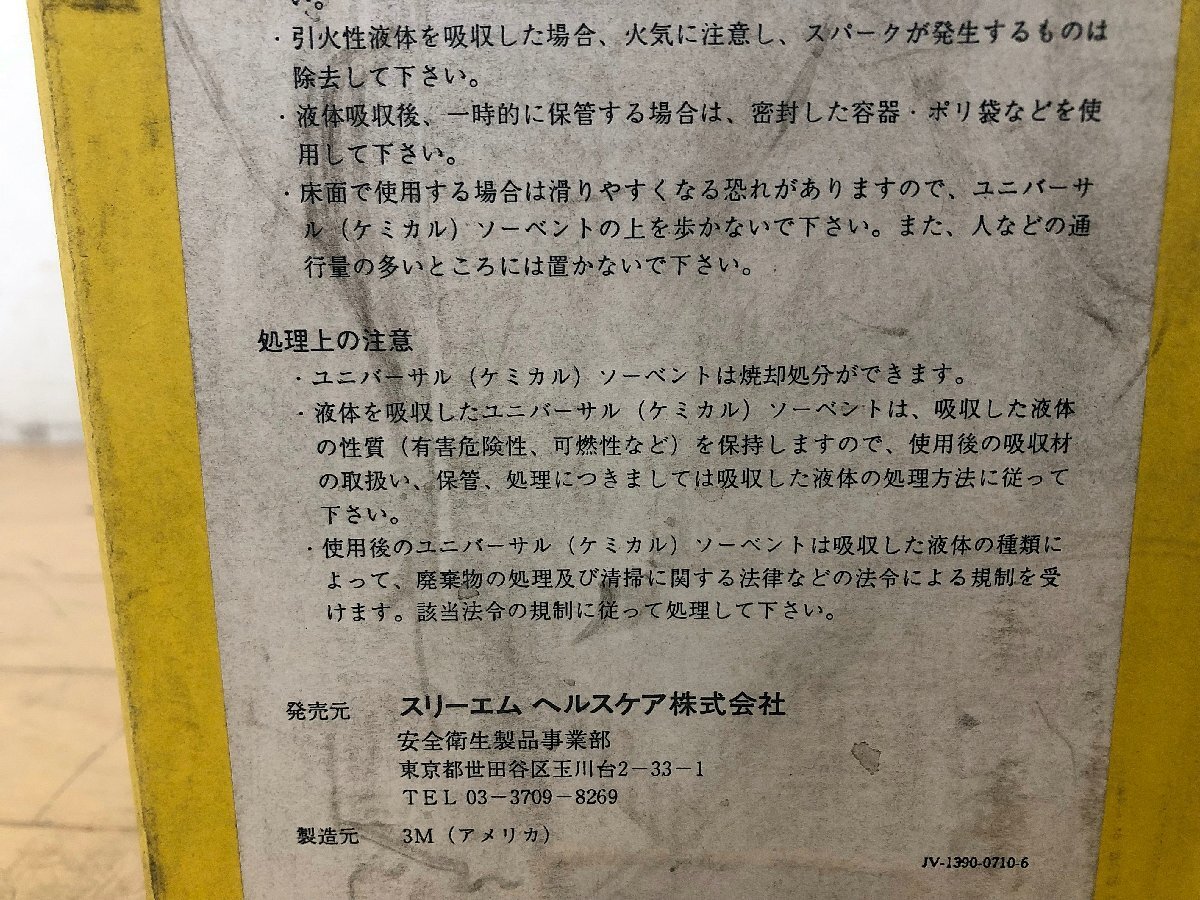 い。
・引火性液体を吸収した場合、火気に注意し、スパークが発生するものは
除去して下さい。
・液体吸収後、一時的に保管する場合は、密封した容器・ポリ袋などを使
用して下さい。
・床面で使用する場合は滑りやすくなる恐れがありますので、ユニバーサ
ル（ケミカル）ソーベントの上を歩かないで下さい。また、人などの通
行量の多いところには置かないで下さい。
処理上の注意
・ユニバーサル（ケミカル）ソーベントは焼却処分ができます。
・液体を吸収したユニバーサル（ケミカル）ソーベントは、吸収した液体
の性質（有害危険性、可燃性など）を保持しますので、使用後の吸収材
の取扱い、保管、処理につきましては吸収した液体の処理方法に従って
下さい。
・使用後のユニバーサル（ケミカル）ソーベントは吸収した液体の種類に
よって、廃棄物の処理及び清掃に関する法律などの法令による規制を受
けます。該当法令の規制に従って処理して下さい。
発売元 スリーエム ヘルスケア株式会社
安全衛生製品事業部
東京都世田谷区玉川台2－33－1
TEL 03－3709－8269
製造元 3M（アメリカ）
JV-1390-0710-6